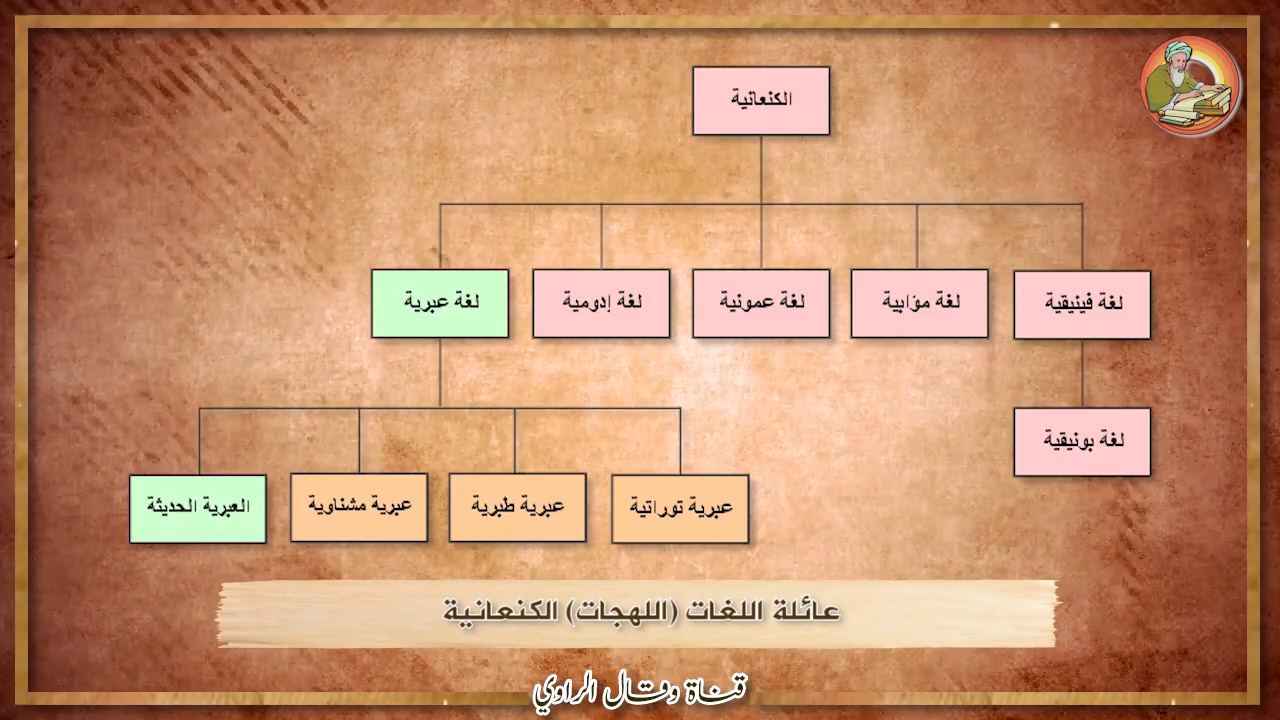 الكنعانية
لغة فينيقية
لغة مؤابية
لغة عمونية
لغة إدومية
لغة عبرية
لغة بونيقية
عبرية توراتية
عبرية طبرية
عبرية مشناوية
العبرية الحديثة
عائلة اللغات (اللهجات) الكنعانية
قناة وقال الراوي